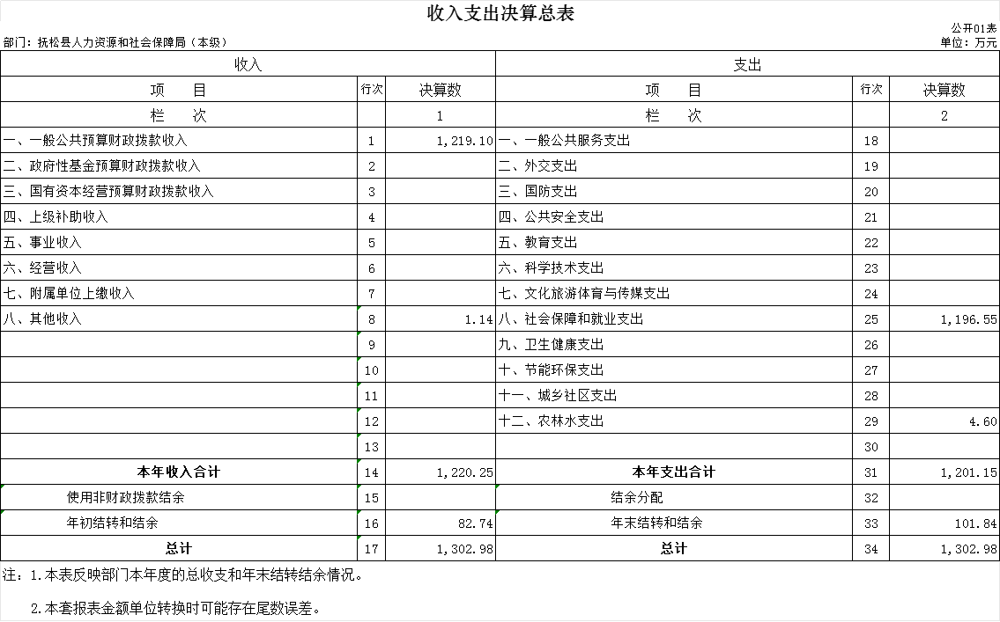 收入支出决算总表
公开01表
部门：抚松县人力资源和社会保障局（本级） 单位：万元
收入 支出
项 目 行次 决算数 项 目 行次 决算数
栏 次 1 栏 次 2
一、一般公共预算财政拨款收入 1 1,219.10 一、一般公共服务支出 18
二、政府性基金预算财政拨款收入 2 二、外交支出 19
三、国有资本经营预算财政拨款收入 3 三、国防支出 20
四、上级补助收入 4 四、公共安全支出 21
五、事业收入 5 五、教育支出 22
六、经营收入 6 六、科学技术支出 23
七、附属单位上缴收入 7 七、文化旅游体育与传媒支出 24
八、其他收入 8 1.14 八、社会保障和就业支出 25 1,196.55
9 九、卫生健康支出 26
10 十、节能环保支出 27
11 十一、城乡社区支出 28
12 十二、农林水支出 29 4.60
13 30
本年收入合计 14 1,220.25 本年支出合计 31 1,201.15
使用非财政拨款结余 15 结余分配 32
年初结转和结余 16 82.74 年末结转和结余 33 101.84
总计 17 1,302.98 总计 34 1,302.98
注：1.本表反映部门本年度的总收支和年末结转结余情况。
2.本套报表金额单位转换时可能存在尾数误差。